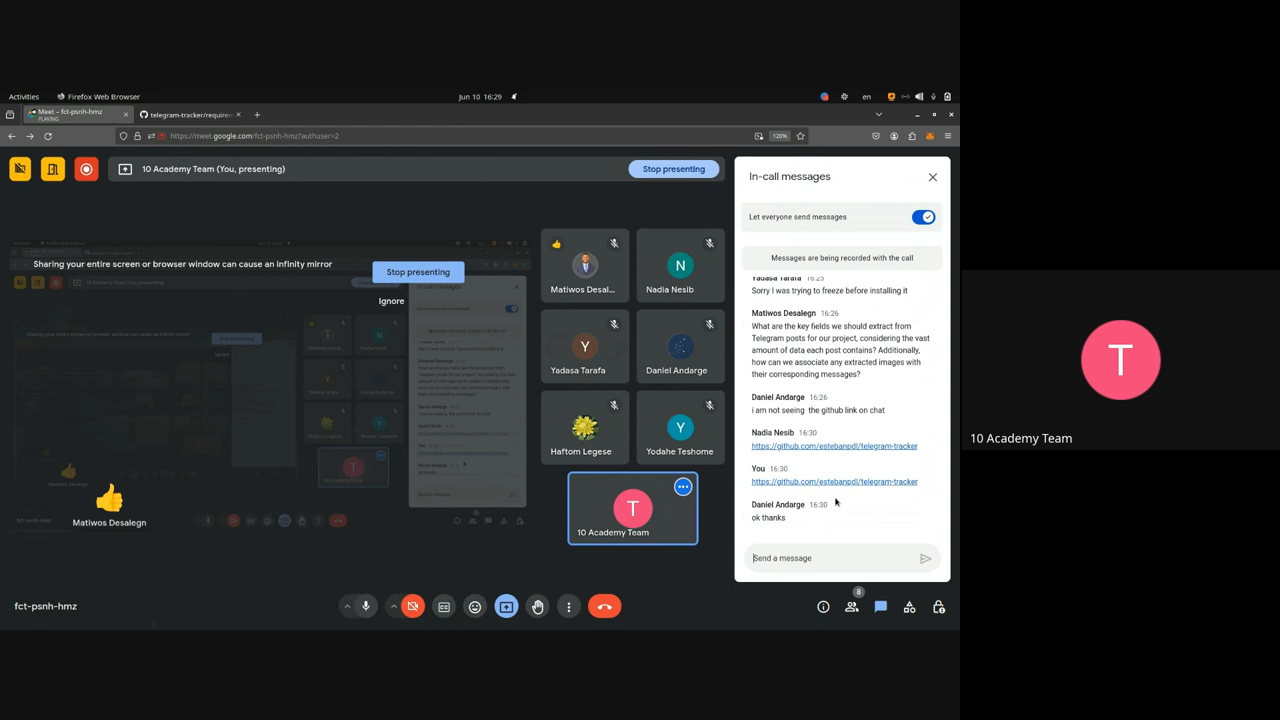 Activities
Firefox Web Browser
Jun 10 16:29
en
Meet – fct-psnh-hmz
PLAYING
telegram-tracker/require
https://meet.google.com/fct-psnh-hmz?authuser=2
120%
10 Academy Team (You, presenting)
Stop presenting
Sharing your entire screen or browser window can cause an infinity mirror
Stop presenting
Ignore
Matiwos Desalegn
Matiwos Desal...
Nadia Nesib
N
Yadasa Tarafa
Y
Daniel Andarge
Haftom Legese
Yodahe Teshome
Y
T
10 Academy Team
In-call messages
Let everyone send messages
Messages are being recorded with the call
Yadasa Tarafa 16:25
Sorry I was trying to freeze before installing it
Matiwos Desalegn 16:26
What are the key fields we should extract from
Telegram posts for our project, considering the vast
amount of data each post contains? Additionally,
how can we associate any extracted images with
their corresponding messages?
Daniel Andarge 16:26
i am not seeing the github link on chat
Nadia Nesib 16:30
https://github.com/estebanpdl/telegram-tracker
You 16:30
https://github.com/estebanpdl/telegram-tracker
Daniel Andarge 16:30
ok thanks
Send a message
fct-psnh-hmz
8
T
10 Academy Team